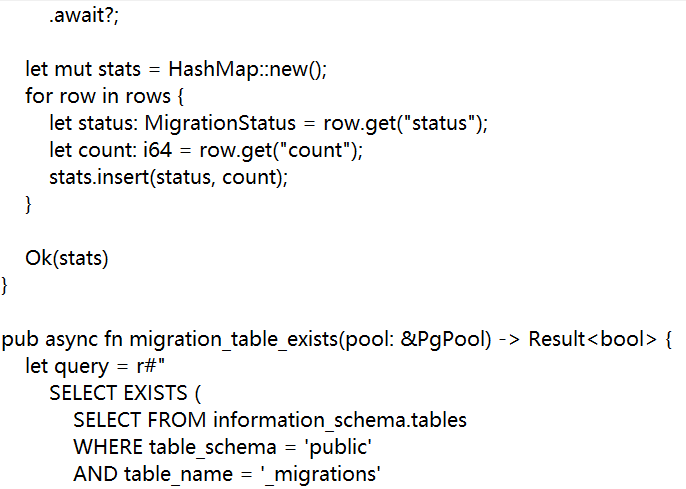 .await?;

    let mut stats = HashMap::new();
    for row in rows {
        let status: MigrationStatus = row.get("status");
        let count: i64 = row.get("count");
        stats.insert(status, count);
    }

    Ok(stats)
}

pub async fn migration_table_exists(pool: &PgPool) -> Result<bool> {
    let query = r#"
        SELECT EXISTS (
            SELECT FROM information_schema.tables
            WHERE table_schema = 'public'
            AND table_name = '_migrations'